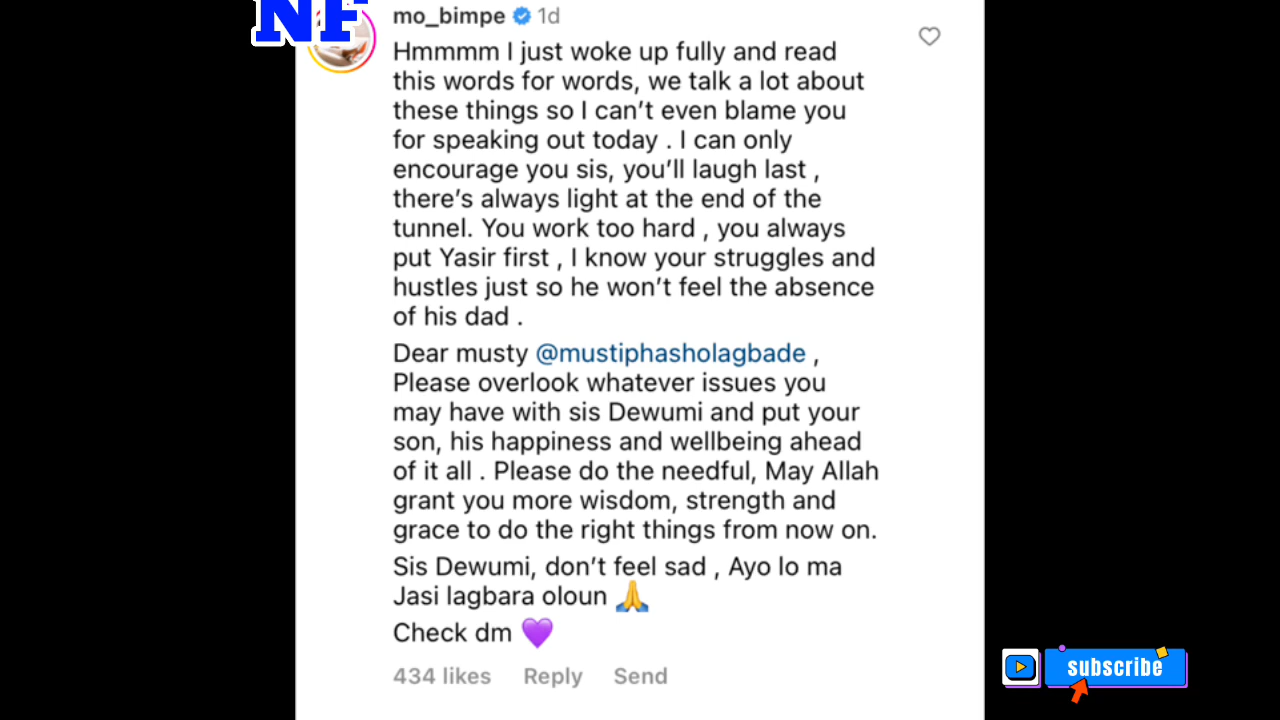 NF
mo_bimpe 1d
Hmmmm I just woke up fully and read
this words for words, we talk a lot about
these things so I can’t even blame you
for speaking out today . I can only
encourage you sis, you’ll laugh last ,
there’s always light at the end of the
tunnel. You work too hard , you always
put Yasir first , I know your struggles and
hustles just so he won’t feel the absence
of his dad .
Dear musty @mustiphasholagbade ,
Please overlook whatever issues you
may have with sis Dewumi and put your
son, his happiness and wellbeing ahead
of it all . Please do the needful, May Allah
grant you more wisdom, strength and
grace to do the right things from now on.
Sis Dewumi, don’t feel sad , Ayo lo ma
Jasi lagbara oloun 🙏
Check dm 💜
434 likes Reply Send
subscribe